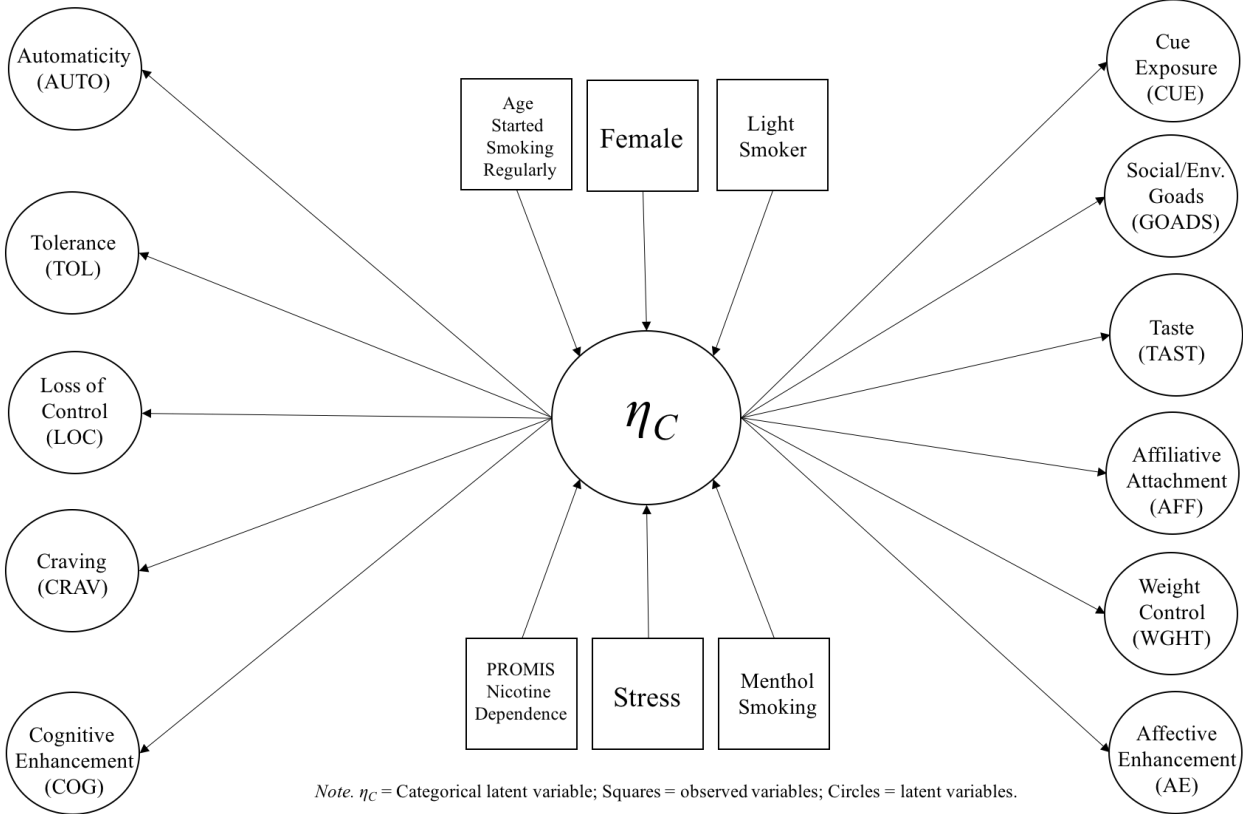 Automaticity
(AUTO)
Tolerance
(TOL)
Loss of
Control
(LOC)
Craving
(CRAV)
Cognitive
Enhancement
(COG)
Age
Started
Smoking
Regularly
Female
Light
Smoker
η_C
PROMIS
Nicotine
Dependence
Stress
Menthol
Smoking
Cue
Exposure
(CUE)
Social/Env.
Goads
(GOADS)
Taste
(TAST)
Affiliative
Attachment
(AFF)
Weight
Control
(WGHT)
Affective
Enhancement
(AE)
Note. η_C = Categorical latent variable; Squares = observed variables; Circles = latent variables.